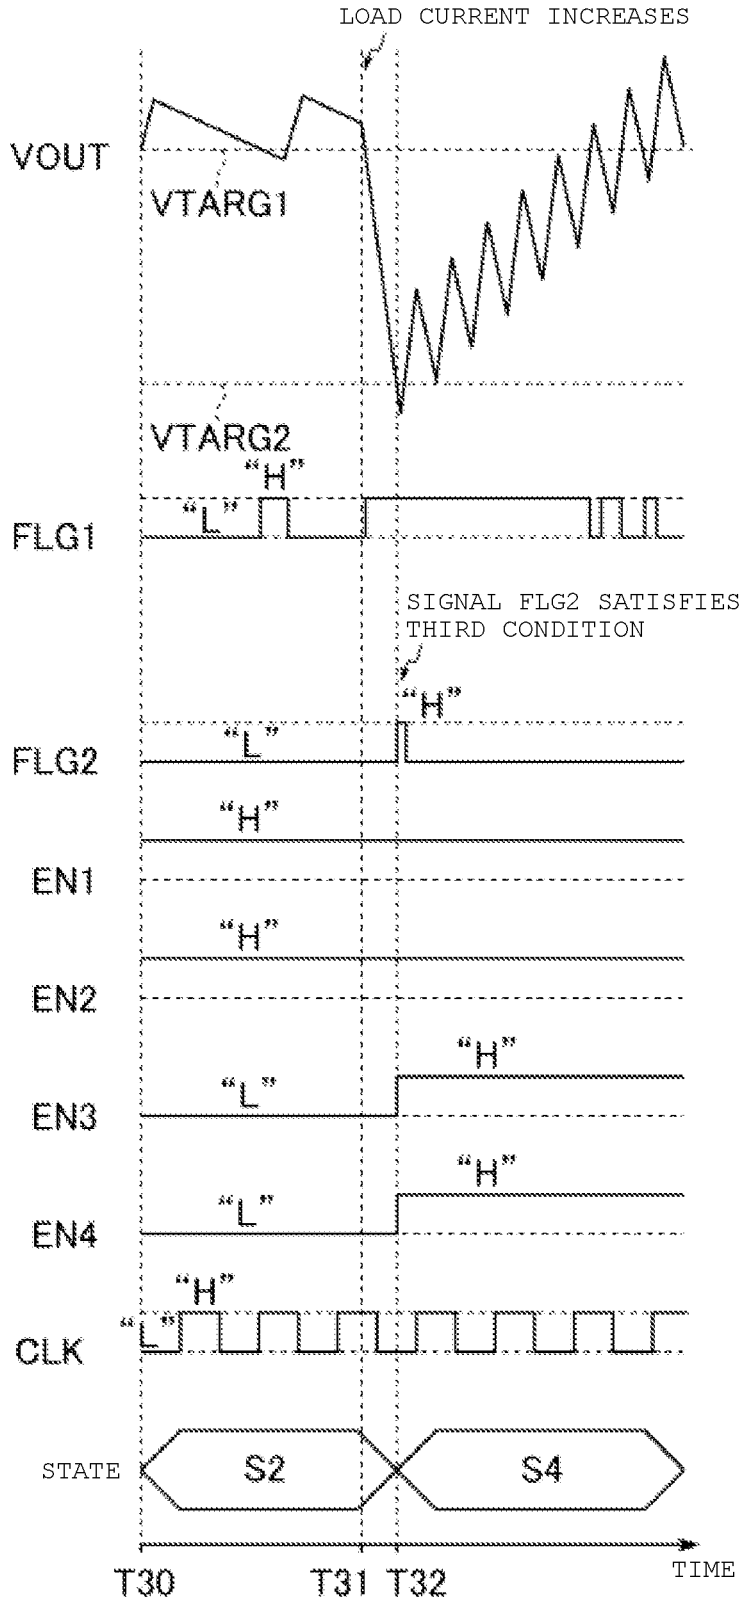 LOAD CURRENT INCREASES
VOUT
VTARG1
VTARG2
“H”
“L”
FLG1
SIGNAL FLG2 SATISFIES
THIRD CONDITION
“H”
“L”
FLG2
“H”
EN1
“H”
EN2
“H”
“L”
EN3
“H”
“L”
EN4
“H”
“L”
CLK
STATE
S2
S4
TIME
T30
T31
T32